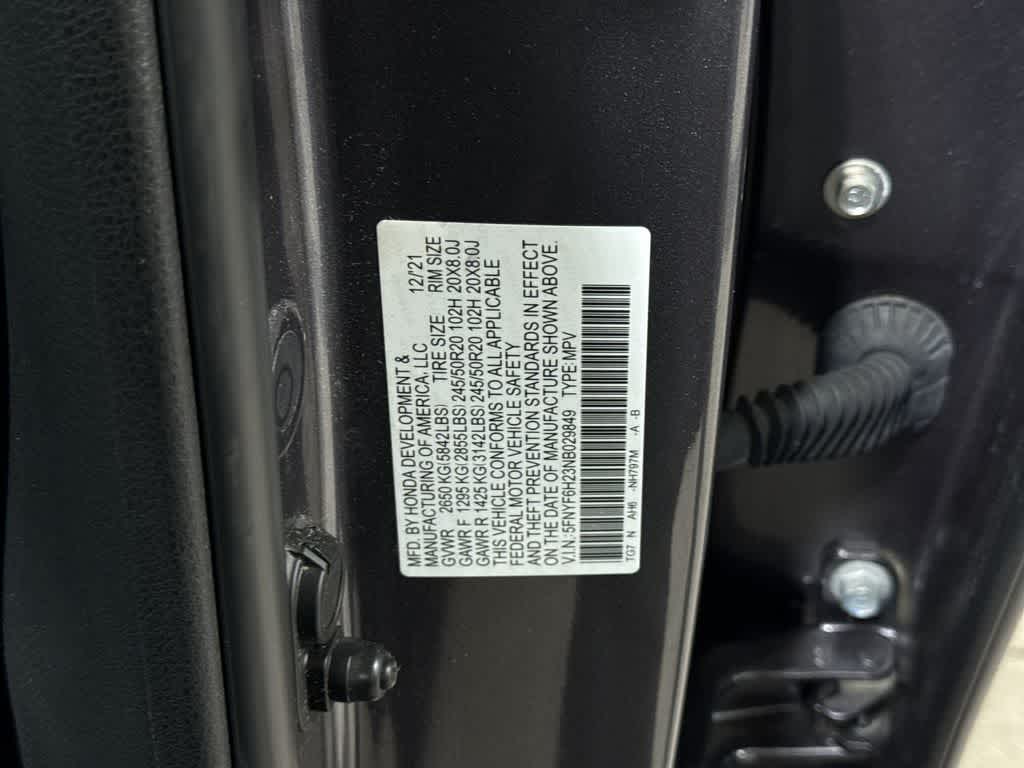 MFD. BY HONDA DEVELOPMENT &
MANUFACTURING OF AMERICA, LLC 12/21
GVWR 2650 KG(5842LBS) TIRE SIZE RIM SIZE
GAWR F 1295 KG(2855LBS) 245/50R20 102H 20X8.0J
GAWR R 1425 KG(3142LBS) 245/50R20 102H 20X8.0J
THIS VEHICLE CONFORMS TO ALL APPLICABLE
FEDERAL MOTOR VEHICLE SAFETY
AND THEFT PREVENTION STANDARDS IN EFFECT
ON THE DATE OF MANUFACTURE SHOWN ABOVE.
V.I.N.: 5FNYF6H23NB029849 TYPE: MPV
TG7 N AH6 -NH797M -A -B